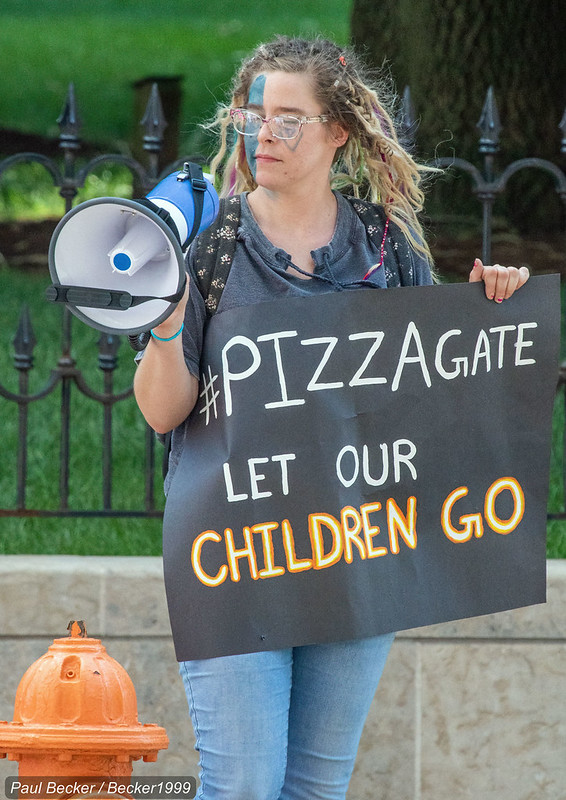 #PIZZAGATE
LET OUR
CHILDREN GO
Paul Becker / Becker1999